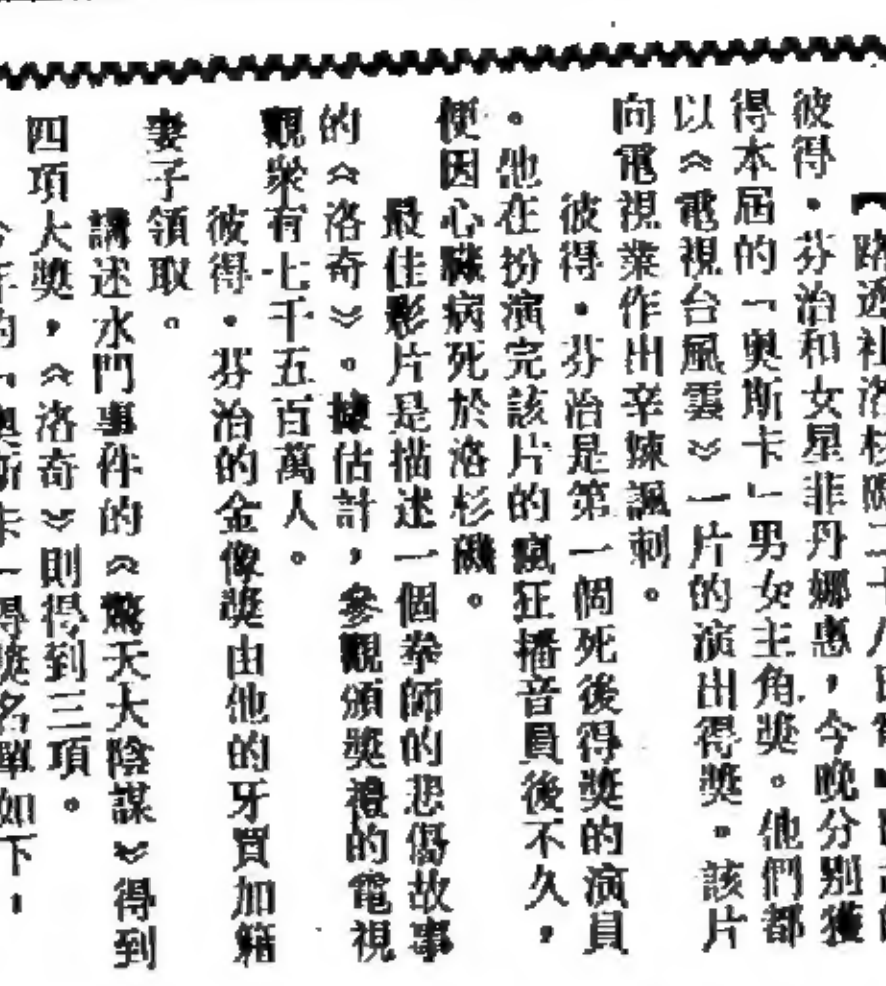 【路透社洛杉磯二十八日電】
彼得·芬治和女星菲丹娜惠，今晚分別獲
得本屆的「奧斯卡」男女主角獎。他們都
以《電視台風雲》一片的演出得獎。該片
向電視業作出辛辣諷刺。
彼得·芬治是第一個死後得獎的演員
。他在扮演完該片的瘋狂播音員後不久，
便因心臟病死於洛杉磯。
最佳影片是描述一個拳師的悲傷故事
的《洛奇》。據估計，參觀頒獎禮的電視
觀衆有七千五百萬人。
彼得·芬治的金像獎由他的牙買加籍
妻子領取。
講述水門事件的《驚天大陰謀》得到
四項大獎，《洛奇》則得到三項。
今年的「奧斯卡」得獎名單如下，